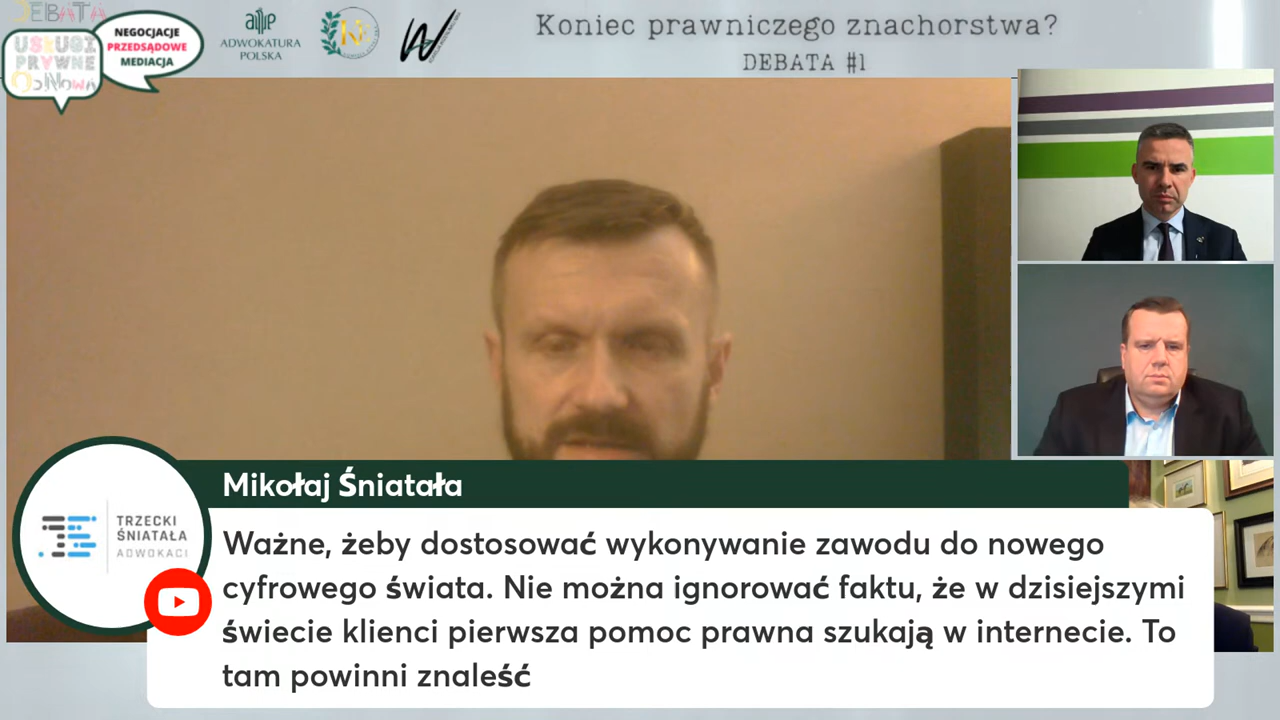 DEBATA
USŁUGI
PRAWNE
OdNowa
NEGOCJACJE
PRZEDSĄDOWE
MEDIACJA
ADWOKATURA
POLSKA
Koniec prawniczego znachorstwa?
DEBATA #1
TRZECKI
ŚNIATAŁA
ADWOKACI
Mikołaj Śniatała
Ważne, żeby dostosować wykonywanie zawodu do nowego
cyfrowego świata. Nie można ignorować faktu, że w dzisiejszymi
świecie klienci pierwsza pomoc prawna szukają w internecie. To
tam powinni znaleść